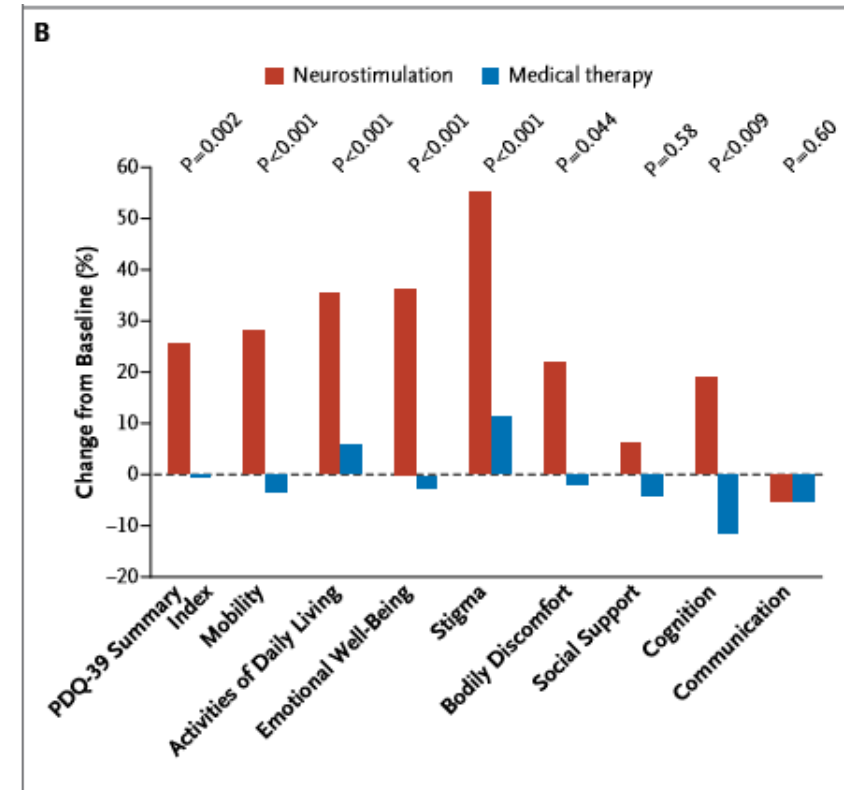 B
Neurostimulation
Medical therapy
P=0.002
P<0.001
P<0.001
P<0.001
P<0.001
P=0.044
P=0.58
P<0.009
P=0.60
Change from Baseline (%)
60
50
40
30
20
10
0
–10
–20
PDQ-39 Summary
Index
Mobility
Activities of Daily Living
Emotional Well-Being
Stigma
Bodily Discomfort
Social Support
Cognition
Communication